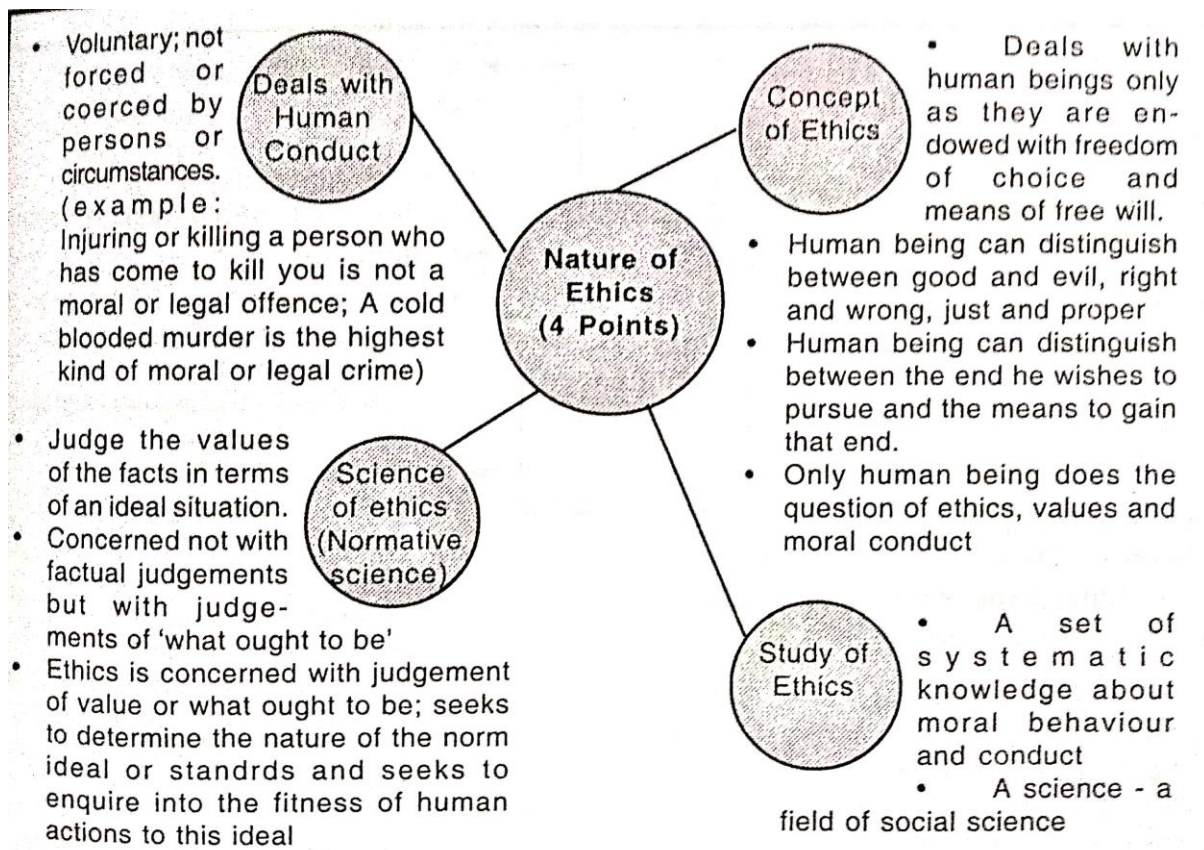 Nature of
Ethics
(4 Points)
Deals with
Human
Conduct
• Voluntary; not
forced or
coerced by
persons or
circumstances.
(example:
Injuring or killing a person who
has come to kill you is not a
moral or legal offence; A cold
blooded murder is the highest
kind of moral or legal crime)
Concept
of Ethics
• Deals with
human beings only
as they are en-
dowed with freedom
of choice and
means of free will.
• Human being can distinguish
between good and evil, right
and wrong, just and proper
• Human being can distinguish
between the end he wishes to
pursue and the means to gain
that end.
• Only human being does the
question of ethics, values and
moral conduct
Science
of ethics
(Normative
science)
• Judge the values
of the facts in terms
of an ideal situation.
• Concerned not with
factual judgements
but with judge-
ments of 'what ought to be'
• Ethics is concerned with judgement
of value or what ought to be; seeks
to determine the nature of the norm
ideal or standrds and seeks to
enquire into the fitness of human
actions to this ideal
Study of
Ethics
• A set of
systematic
knowledge about
moral behaviour
and conduct
• A science - a
field of social science